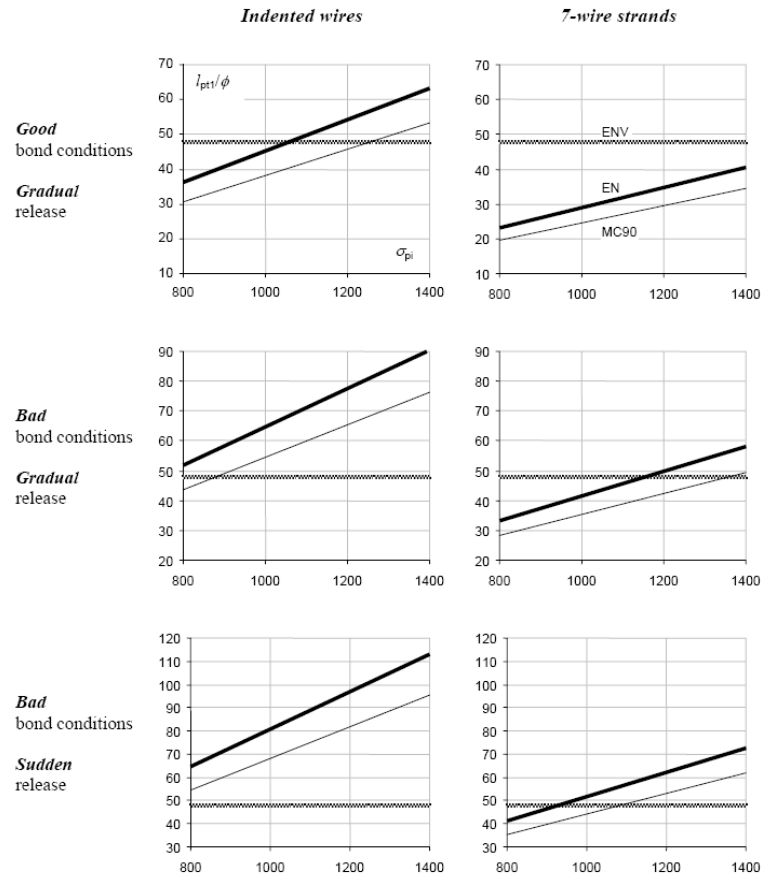 Indented wires
7-wire strands
Good
bond conditions
Gradual
release
70
60
50
40
30
20
10
lpt1/ϕ
σpi
800 1000 1200 1400
70
60
50
40
30
20
10
ENV
EN
MC90
800 1000 1200 1400
Bad
bond conditions
Gradual
release
90
80
70
60
50
40
30
20
800 1000 1200 1400
90
80
70
60
50
40
30
20
800 1000 1200 1400
Bad
bond conditions
Sudden
release
120
110
100
90
80
70
60
50
40
30
800 1000 1200 1400
120
110
100
90
80
70
60
50
40
30
800 1000 1200 1400